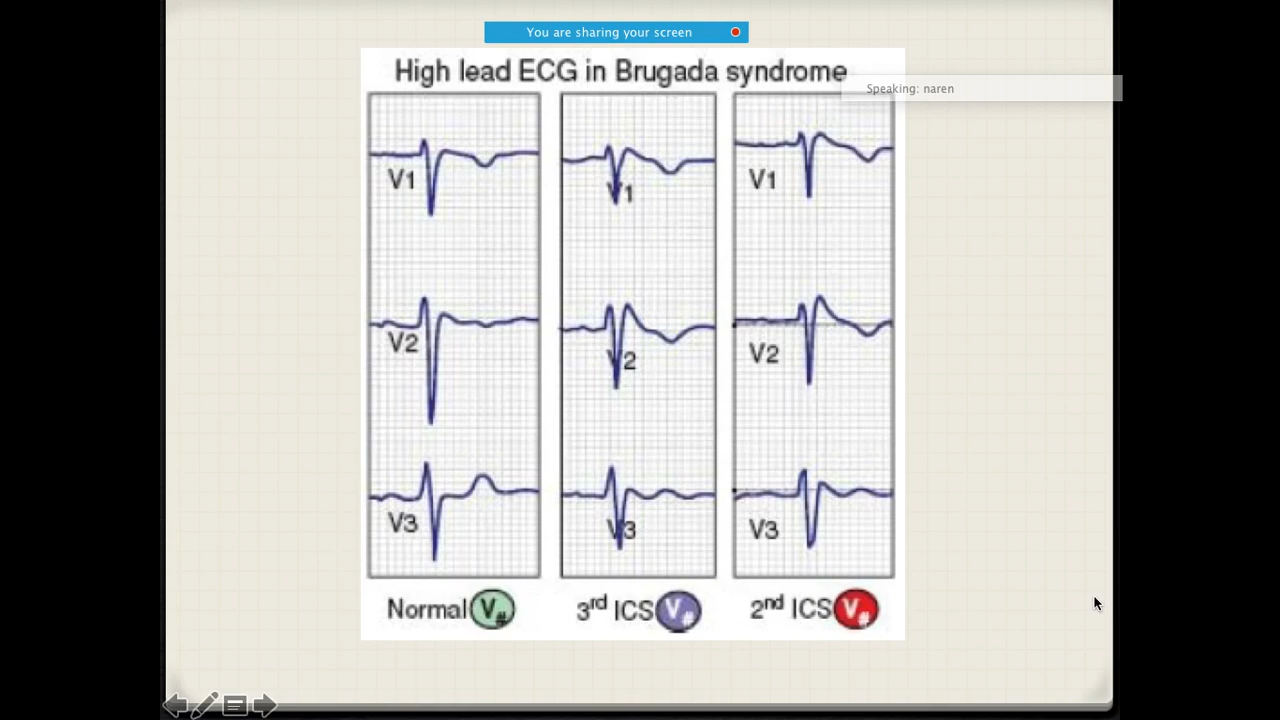 You are sharing your screen
High lead ECG in Brugada syndrome
Speaking: naren
V1
V1
V1
V2
V2
V2
V3
V3
V3
Normal V#
3rd ICS V#
2nd ICS V#